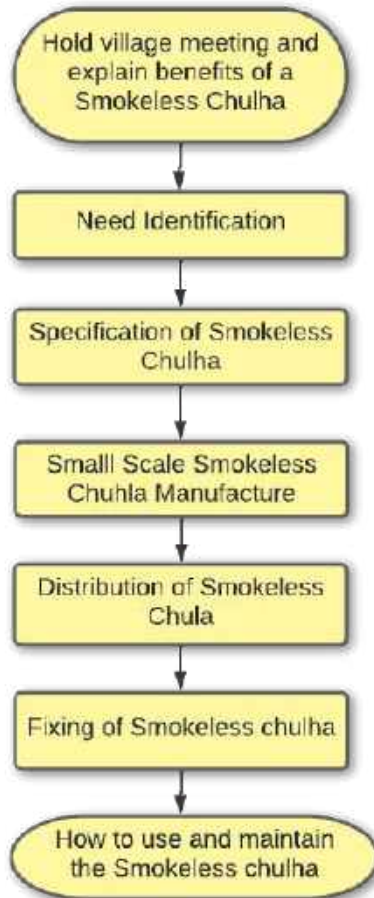 Hold village meeting and
explain benefits of a
Smokeless Chulha
Need Identification
Specification of Smokeless
Chulha
Smalll Scale Smokeless
Chuhla Manufacture
Distribution of Smokeless
Chula
Fixing of Smokeless chulha
How to use and maintain
the Smokeless chulha